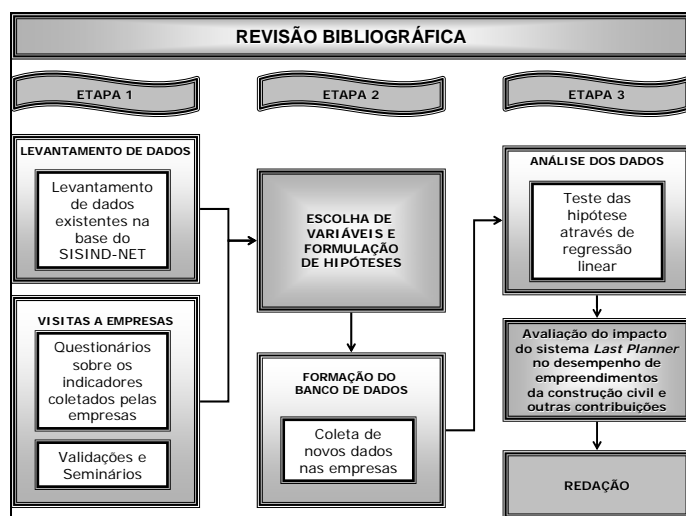 REVISÃO BIBLIOGRÁFICA
ETAPA 1
ETAPA 2
ETAPA 3
LEVANTAMENTO DE DADOS
Levantamento
de dados
existentes na
base do
SISIND-NET
VISITAS A EMPRESAS
Questionários
sobre os
indicadores
coletados pelas
empresas
Validações e
Seminários
ESCOLHA DE
VARIÁVEIS E
FORMULAÇÃO
DE HIPÓTESES
FORMAÇÃO DO
BANCO DE DADOS
Coleta de
novos dados
nas empresas
ANÁLISE DOS DADOS
Teste das
hipótese
através de
regressão
linear
Avaliação do impacto
do sistema Last Planner
no desempenho de
empreendimentos
da construção civil e
outras contribuições
REDAÇÃO